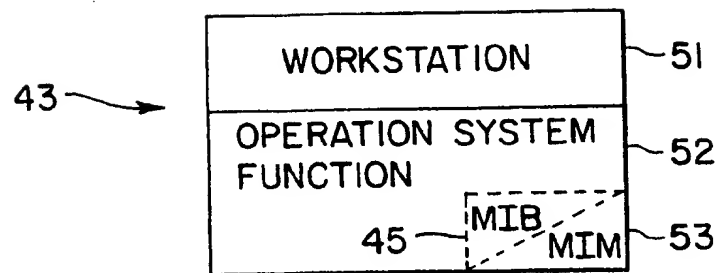 WORKSTATION
51
43
OPERATION SYSTEM
FUNCTION
52
45
MIB
MIM
53